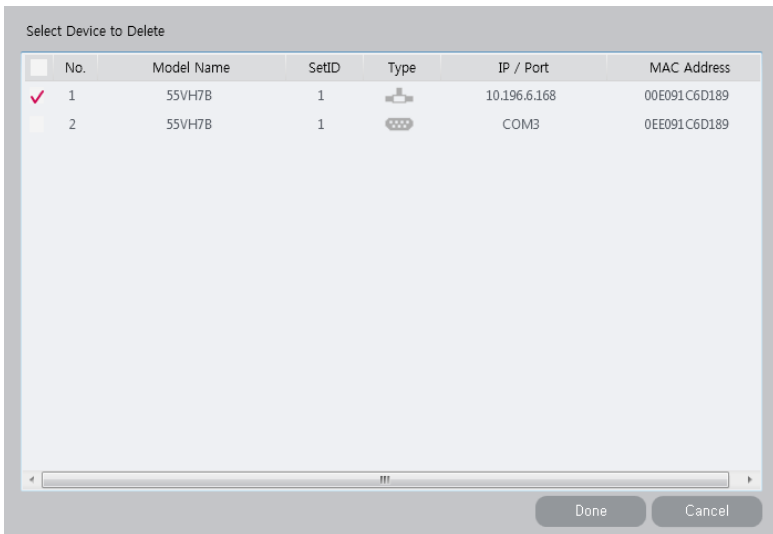 Select Device to Delete
No. Model Name SetID Type IP / Port MAC Address
1 55VH7B 1 10.196.6.168 00E091C6D189
2 55VH7B 1 COM3 0EE091C6D189
Done Cancel